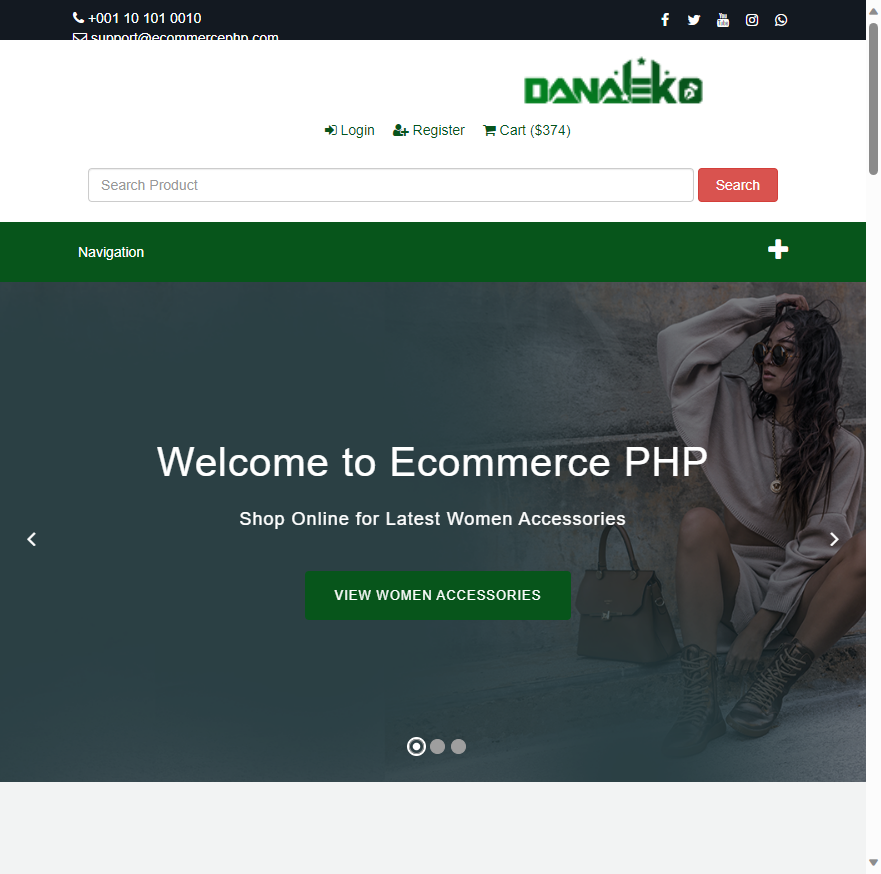 +001 10 101 0010
support@ecommercephp.com
DANALEKO
Login Register Cart ($374)
Search Product Search
Navigation
Welcome to Ecommerce PHP
Shop Online for Latest Women Accessories
VIEW WOMEN ACCESSORIES